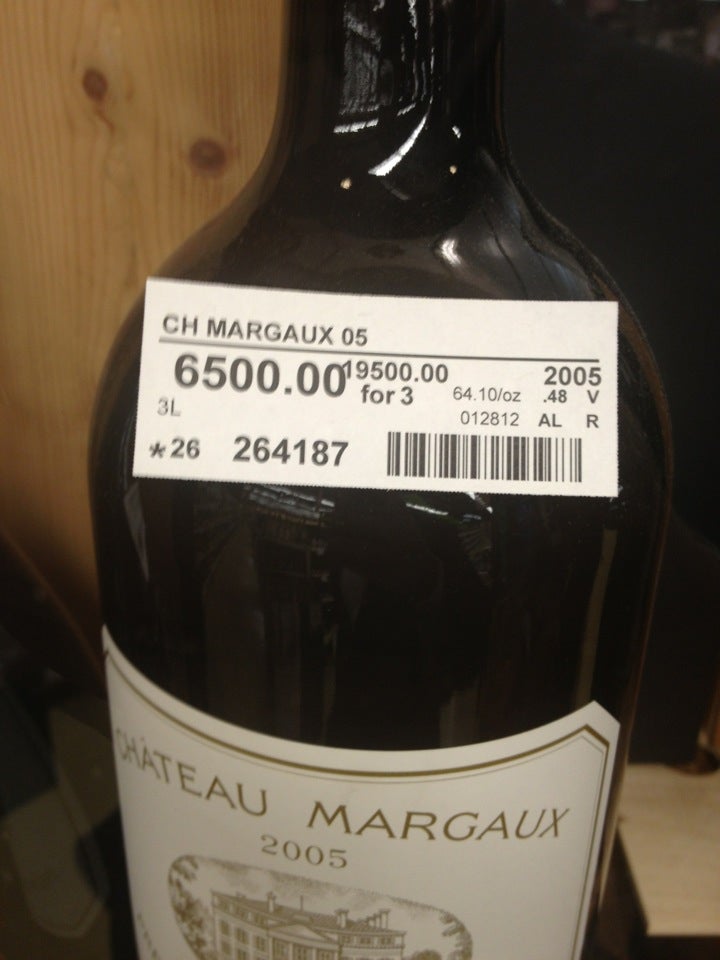 CH MARGAUX 05
6500.00 19500.00 for 3 64.10/oz 2005 .48 V
3L 012812 AL R
*26 264187
CHÂTEAU MARGAUX
2005